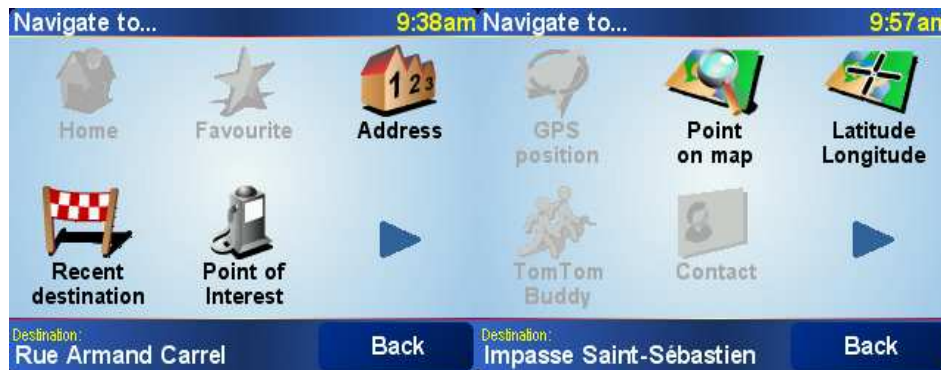 Navigate to... 9:38am
Home Favourite Address
Recent destination
Point of Interest
Destination:
Rue Armand Carrel Back
Navigate to... 9:57am
GPS position
Point on map
Latitude Longitude
TomTom Buddy
Contact
Destination:
Impasse Saint-Sébastien Back